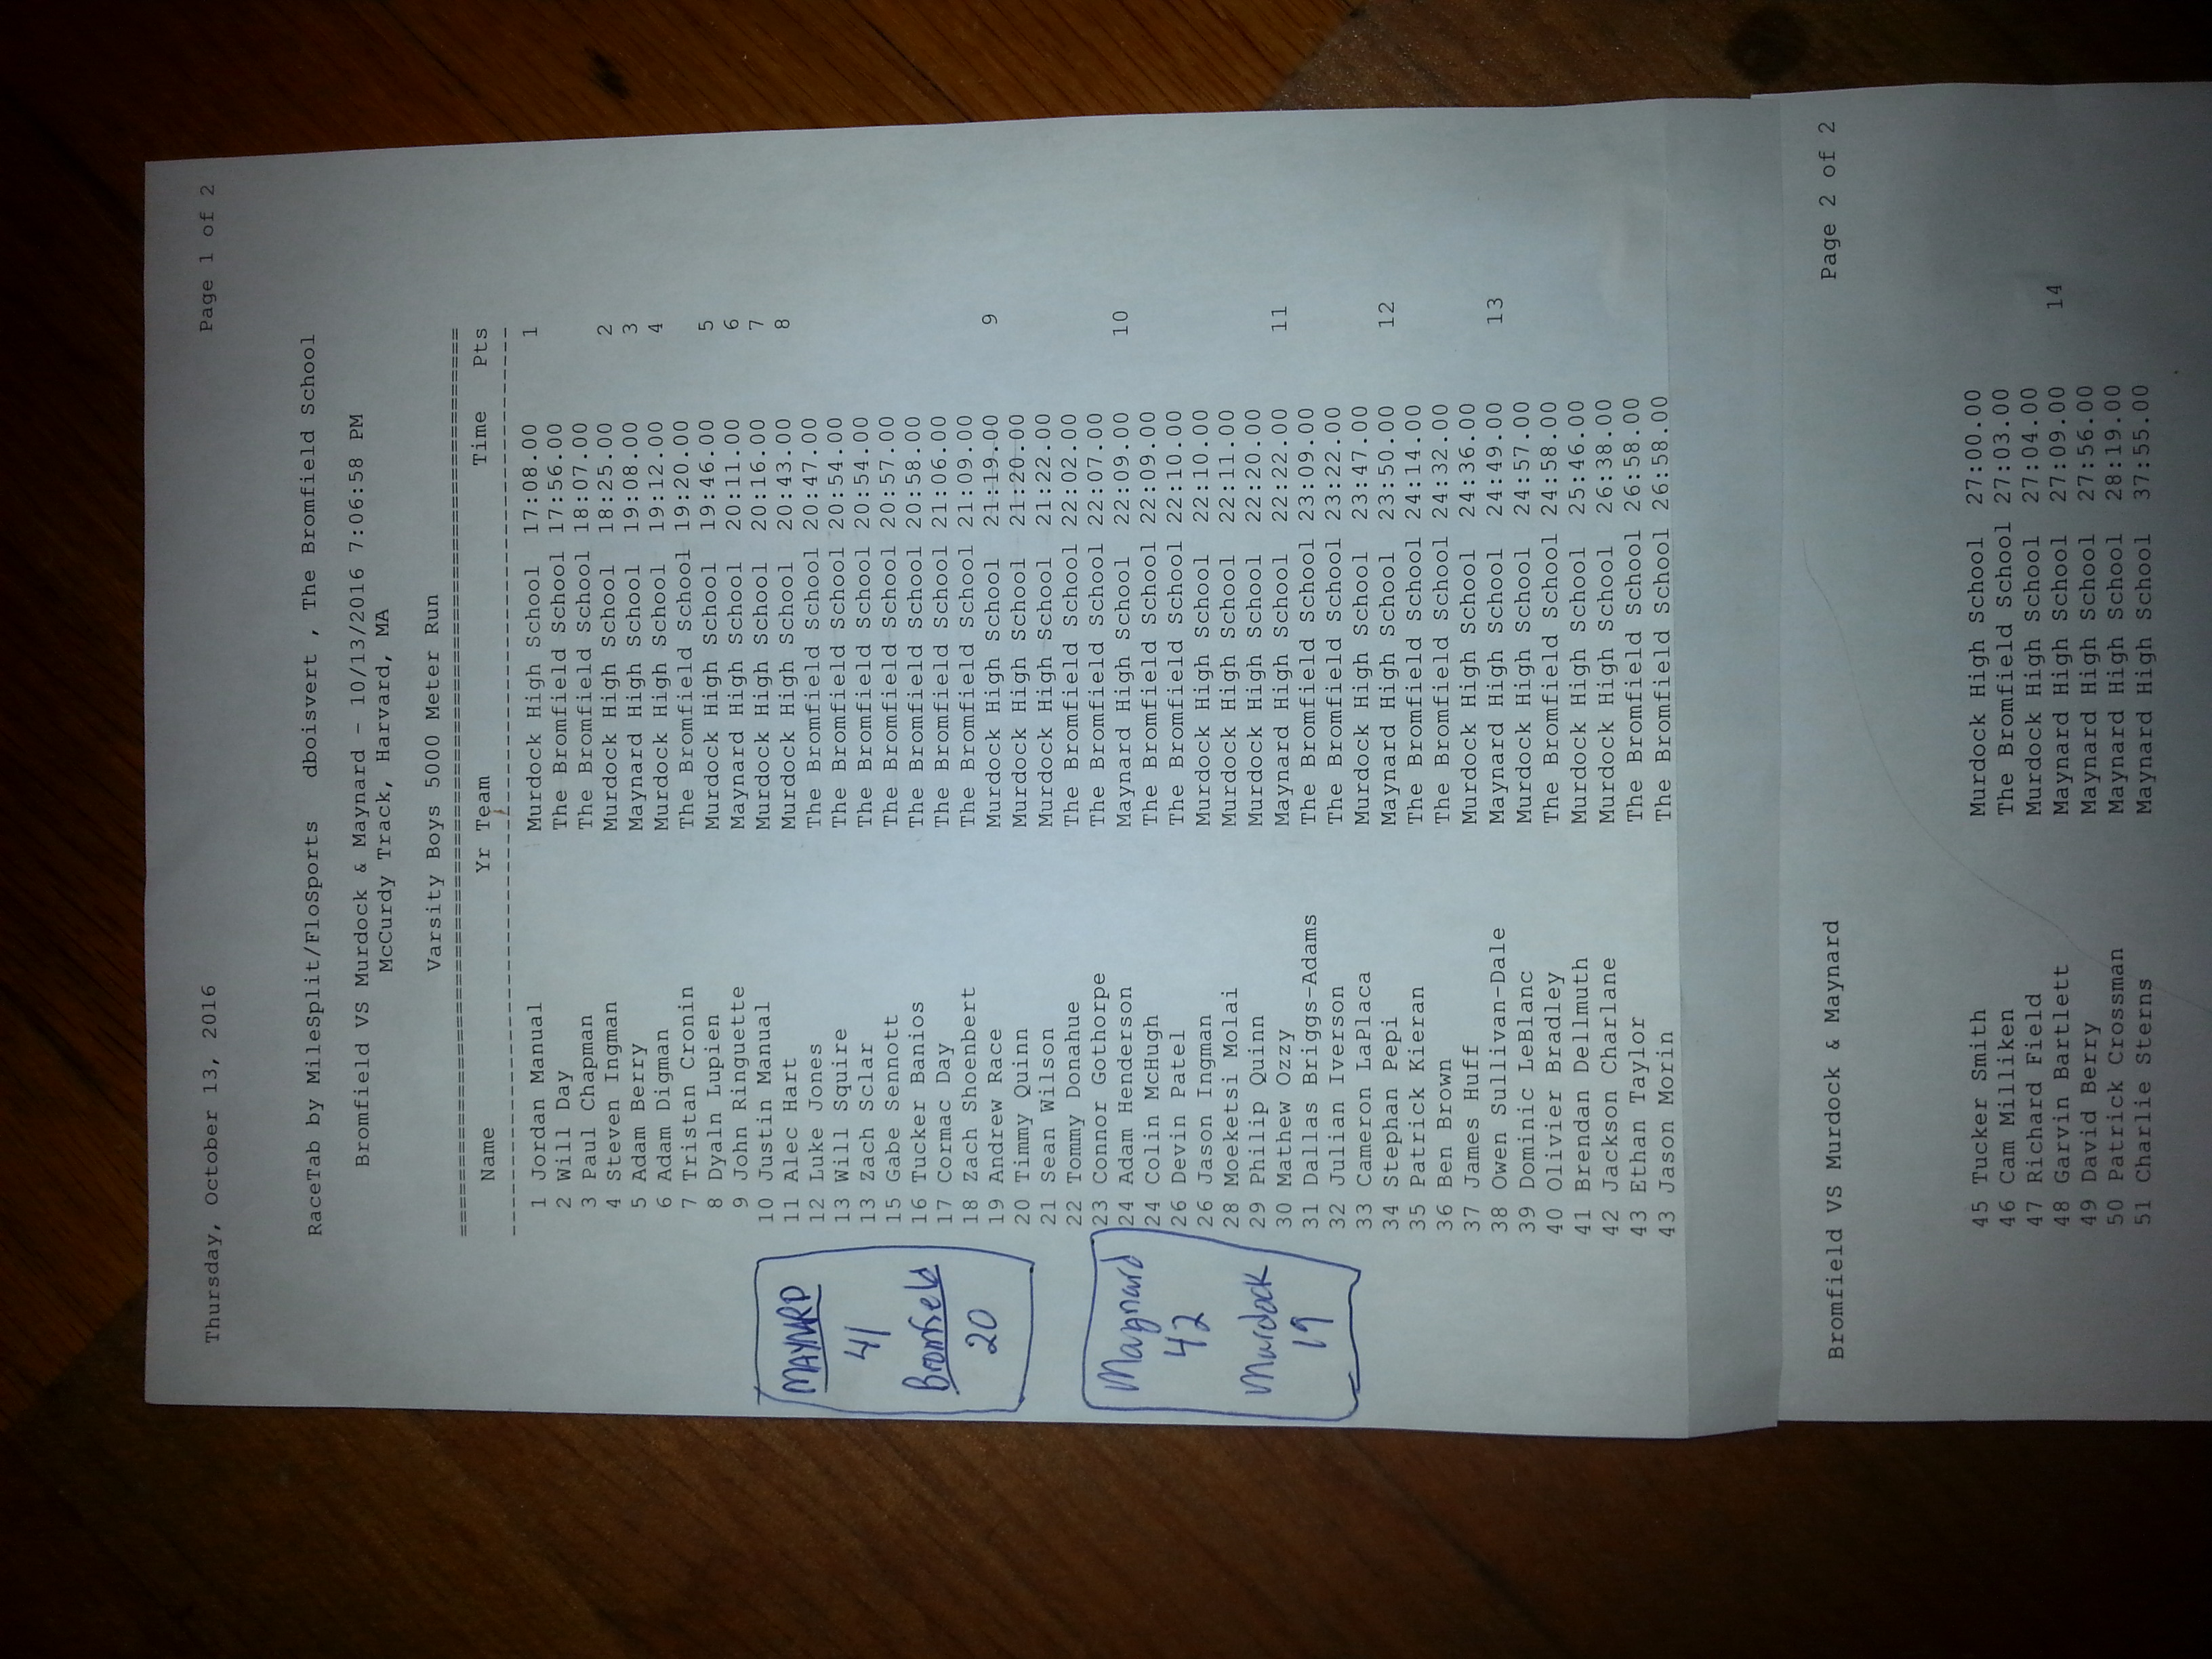 Thursday, October 13, 2016 Page 1 of 2
RaceTab by MileSplit/FloSports dboisvert , The Bromfield School
Bromfield VS Murdock & Maynard - 10/13/2016 7:06:58 PM
McCurdy Track, Harvard, MA
Varsity Boys 5000 Meter Run
Name Yr Team Time Pts
1 Jordan Manual Murdock High School 17:08.00 1
2 Will Day The Bromfield School 17:56.00
3 Paul Chapman The Bromfield School 18:07.00
4 Steven Ingman Murdock High School 18:25.00 2
5 Adam Berry Maynard High School 19:08.00 3
6 Adam Digman Murdock High School 19:12.00 4
7 Tristan Cronin The Bromfield School 19:20.00
8 Dyaln Lupien Murdock High School 19:46.00 5
9 John Ringuette Maynard High School 20:11.00 6
10 Justin Manual Murdock High School 20:16.00 7
11 Alec Hart Murdock High School 20:43.00 8
12 Luke Jones The Bromfield School 20:47.00
13 Will Squire The Bromfield School 20:54.00
13 Zach Sclar The Bromfield School 20:54.00
15 Gabe Sennott The Bromfield School 20:57.00
16 Tucker Banios The Bromfield School 20:58.00
17 Cormac Day The Bromfield School 21:06.00
18 Zach Shoenbert The Bromfield School 21:09.00
19 Andrew Race Murdock High School 21:19.00 9
20 Timmy Quinn Murdock High School 21:20.00
21 Sean Wilson Murdock High School 21:22.00
22 Tommy Donahue The Bromfield School 22:02.00
23 Connor Gothorpe The Bromfield School 22:07.00
24 Adam Henderson Maynard High School 22:09.00 10
24 Colin McHugh The Bromfield School 22:09.00
26 Devin Patel The Bromfield School 22:10.00
26 Jason Ingman Murdock High School 22:10.00
28 Moeketsi Molai Murdock High School 22:11.00
29 Philip Quinn Murdock High School 22:20.00
30 Mathew Ozzy Maynard High School 22:22.00 11
31 Dallas Briggs-Adams The Bromfield School 23:09.00
32 Julian Iverson The Bromfield School 23:22.00
33 Cameron LaPlaca Murdock High School 23:47.00
34 Stephan Pepi Maynard High School 23:50.00 12
35 Patrick Kieran The Bromfield School 24:14.00
36 Ben Brown The Bromfield School 24:32.00
37 James Huff Murdock High School 24:36.00
38 Owen Sullivan-Dale Maynard High School 24:49.00 13
39 Dominic LeBlanc Murdock High School 24:57.00
40 Olivier Bradley The Bromfield School 24:58.00
41 Brendan Dellmuth Murdock High School 25:46.00
42 Jackson Charlane Murdock High School 26:38.00
43 Ethan Taylor The Bromfield School 26:58.00
43 Jason Morin The Bromfield School 26:58.00
MAYNARD
41
Bromfield
20
Maynard
42
Murdock
19
Bromfield VS Murdock & Maynard Page 2 of 2
45 Tucker Smith Murdock High School 27:00.00
46 Cam Milliken The Bromfield School 27:03.00
47 Richard Field Murdock High School 27:04.00
48 Garvin Bartlett Maynard High School 27:09.00 14
49 David Berry Maynard High School 27:56.00
50 Patrick Crossman Maynard High School 28:19.00
51 Charlie Sterns Maynard High School 37:55.00